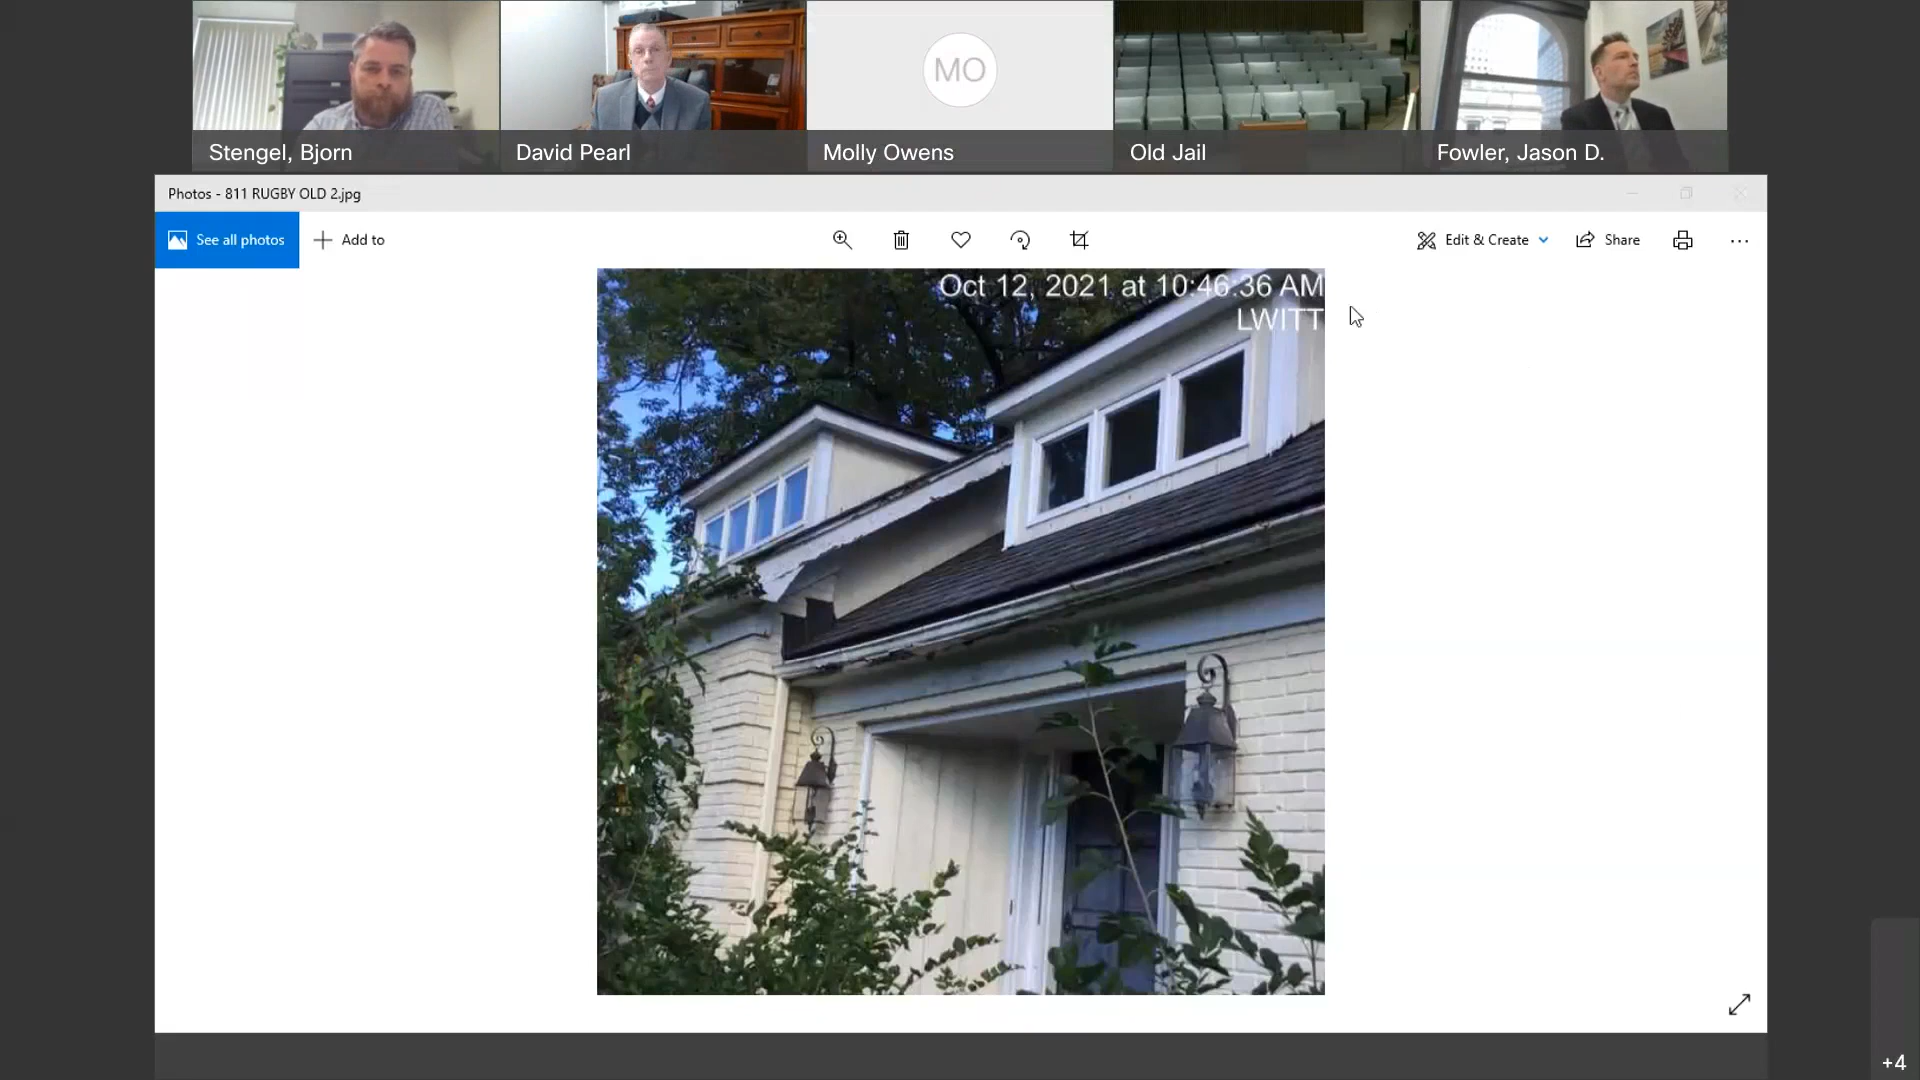 MO
Stengel, Bjorn
David Pearl
Molly Owens
Old Jail
Fowler, Jason D.
Photos - 811 RUGBY OLD 2.jpg
See all photos
Add to
Edit & Create
Share
Oct 12, 2021 at 10:46:36 AM
LWITT
+4